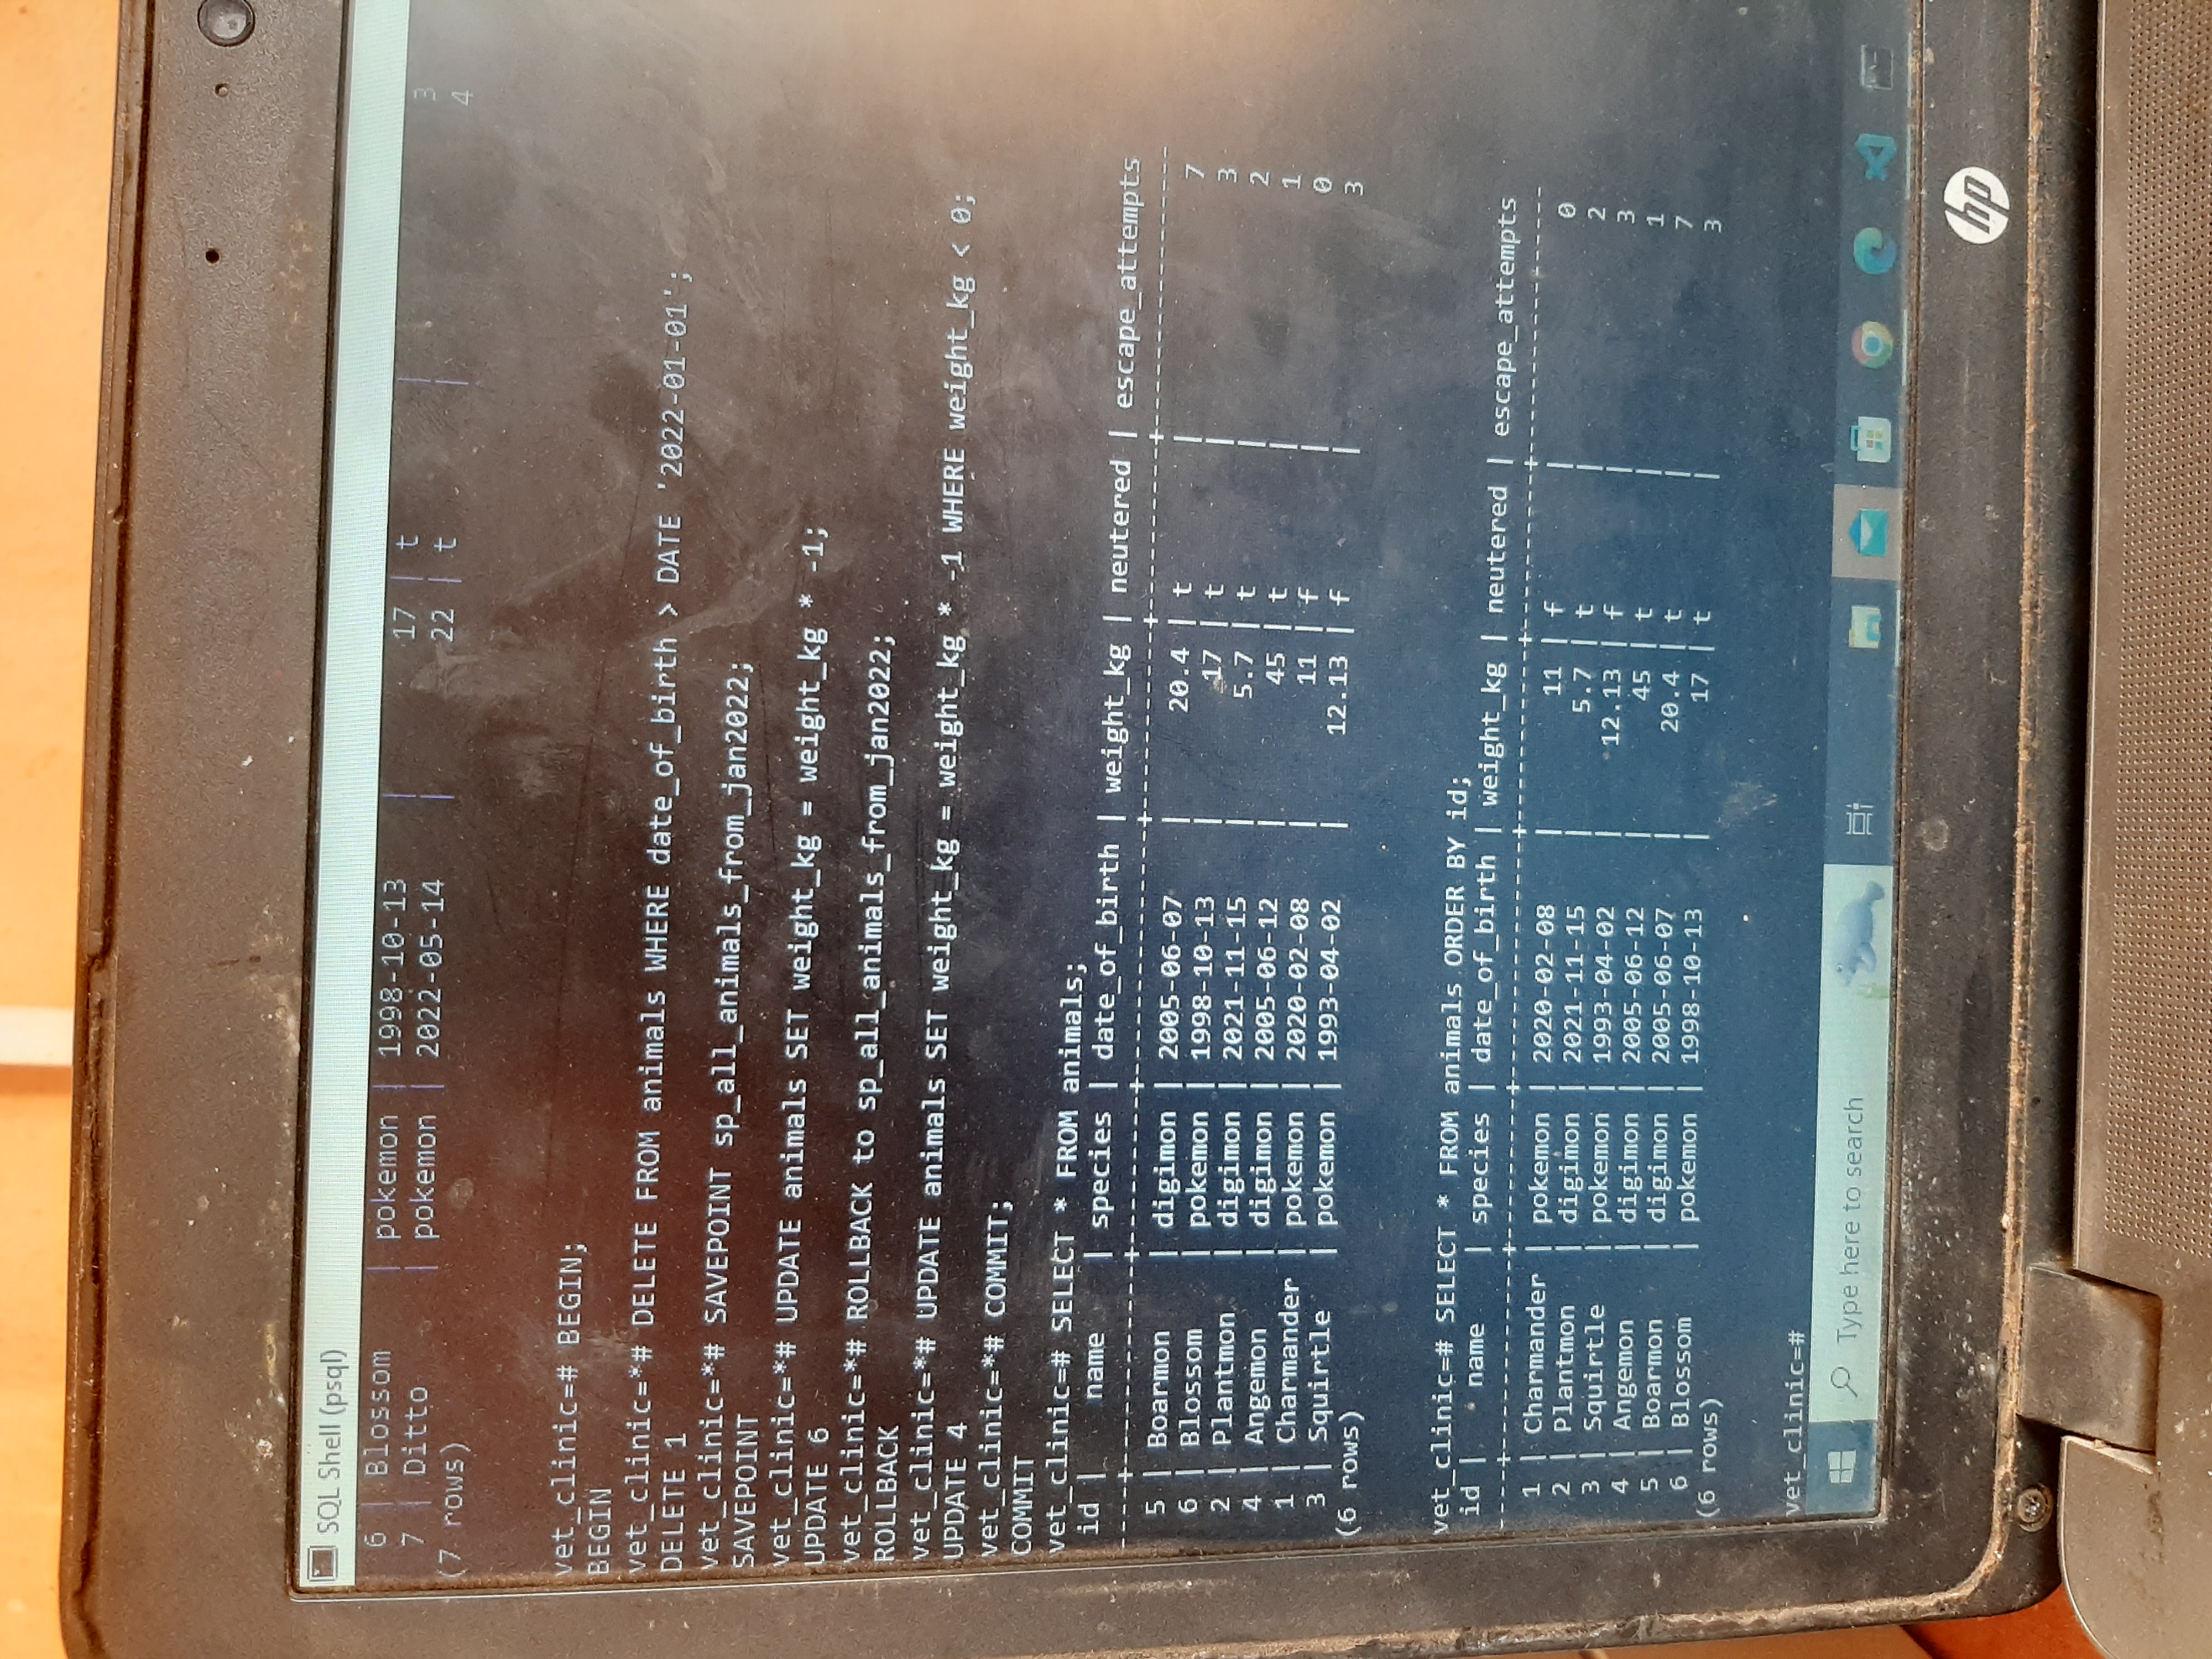 SQL Shell (psql)
6 | Blossom | pokemon | 1998-10-13 | 17 | t | 3
7 | Ditto | pokemon | 2022-05-14 | 22 | t | 4
(7 rows)
vet_clinic=# BEGIN;
BEGIN
vet_clinic=*# DELETE FROM animals WHERE date_of_birth > DATE '2022-01-01';
DELETE 1
vet_clinic=*# SAVEPOINT sp_all_animals_from_jan2022;
SAVEPOINT
vet_clinic=*# UPDATE animals SET weight_kg = weight_kg * -1;
UPDATE 6
vet_clinic=*# ROLLBACK to sp_all_animals_from_jan2022;
ROLLBACK
vet_clinic=*# UPDATE animals SET weight_kg = weight_kg * -1 WHERE weight_kg < 0;
UPDATE 4
vet_clinic=*# COMMIT;
COMMIT
vet_clinic=# SELECT * FROM animals;
id | name | species | date_of_birth | weight_kg | neutered | escape_attempts
----+------------+---------+---------------+-----------+----------+-----------------
5 | Boarmon | digimon | 2005-06-07 | 20.4 | t | 7
6 | Blossom | pokemon | 1998-10-13 | 17 | t | 3
2 | Plantmon | digimon | 2021-11-15 | 5.7 | t | 2
4 | Angemon | digimon | 2005-06-12 | 45 | t | 1
1 | Charmander | pokemon | 2020-02-08 | 11 | f | 0
3 | Squirtle | pokemon | 1993-04-02 | 12.13 | f | 3
(6 rows)
vet_clinic=# SELECT * FROM animals ORDER BY id;
id | name | species | date_of_birth | weight_kg | neutered | escape_attempts
----+------------+---------+---------------+-----------+----------+-----------------
1 | Charmander | pokemon | 2020-02-08 | 11 | f | 0
2 | Plantmon | digimon | 2021-11-15 | 5.7 | t | 2
3 | Squirtle | pokemon | 1993-04-02 | 12.13 | f | 3
4 | Angemon | digimon | 2005-06-12 | 45 | t | 1
5 | Boarmon | digimon | 2005-06-07 | 20.4 | t | 7
6 | Blossom | pokemon | 1998-10-13 | 17 | t | 3
(6 rows)
vet_clinic=#
Type here to search
hp